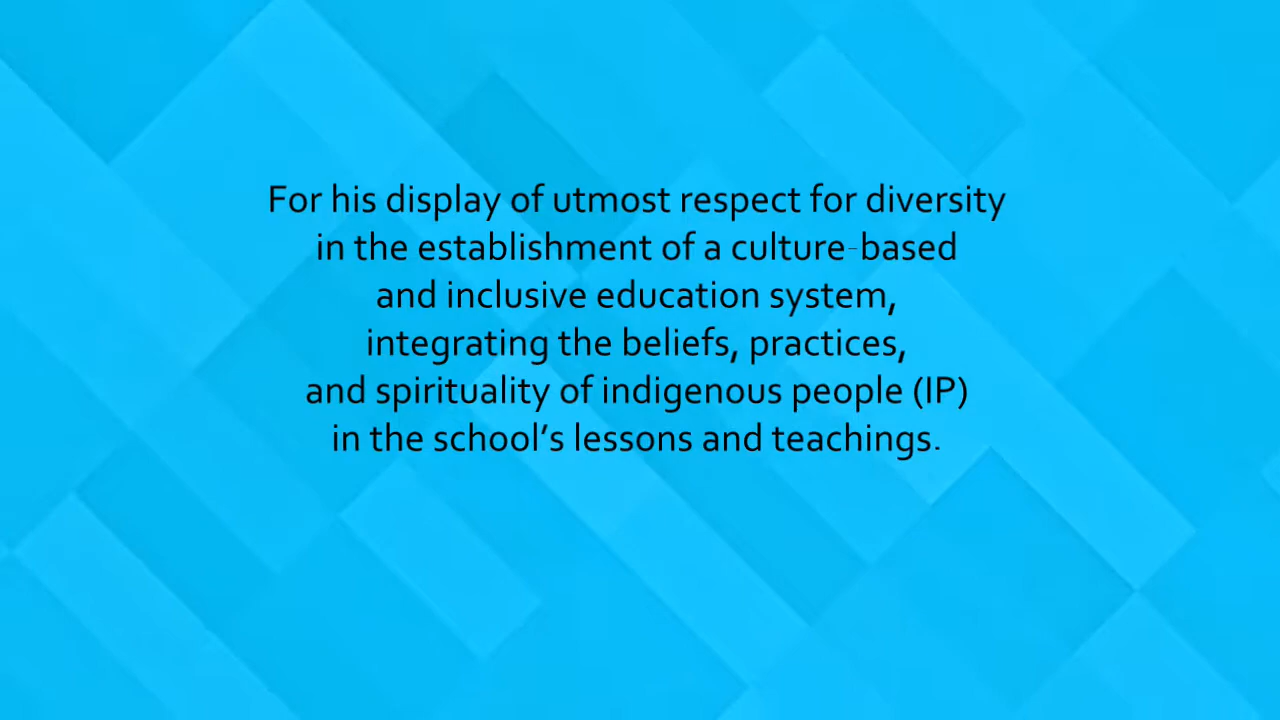 For his display of utmost respect for diversity
in the establishment of a culture-based
and inclusive education system,
integrating the beliefs, practices,
and spirituality of indigenous people (IP)
in the school’s lessons and teachings.